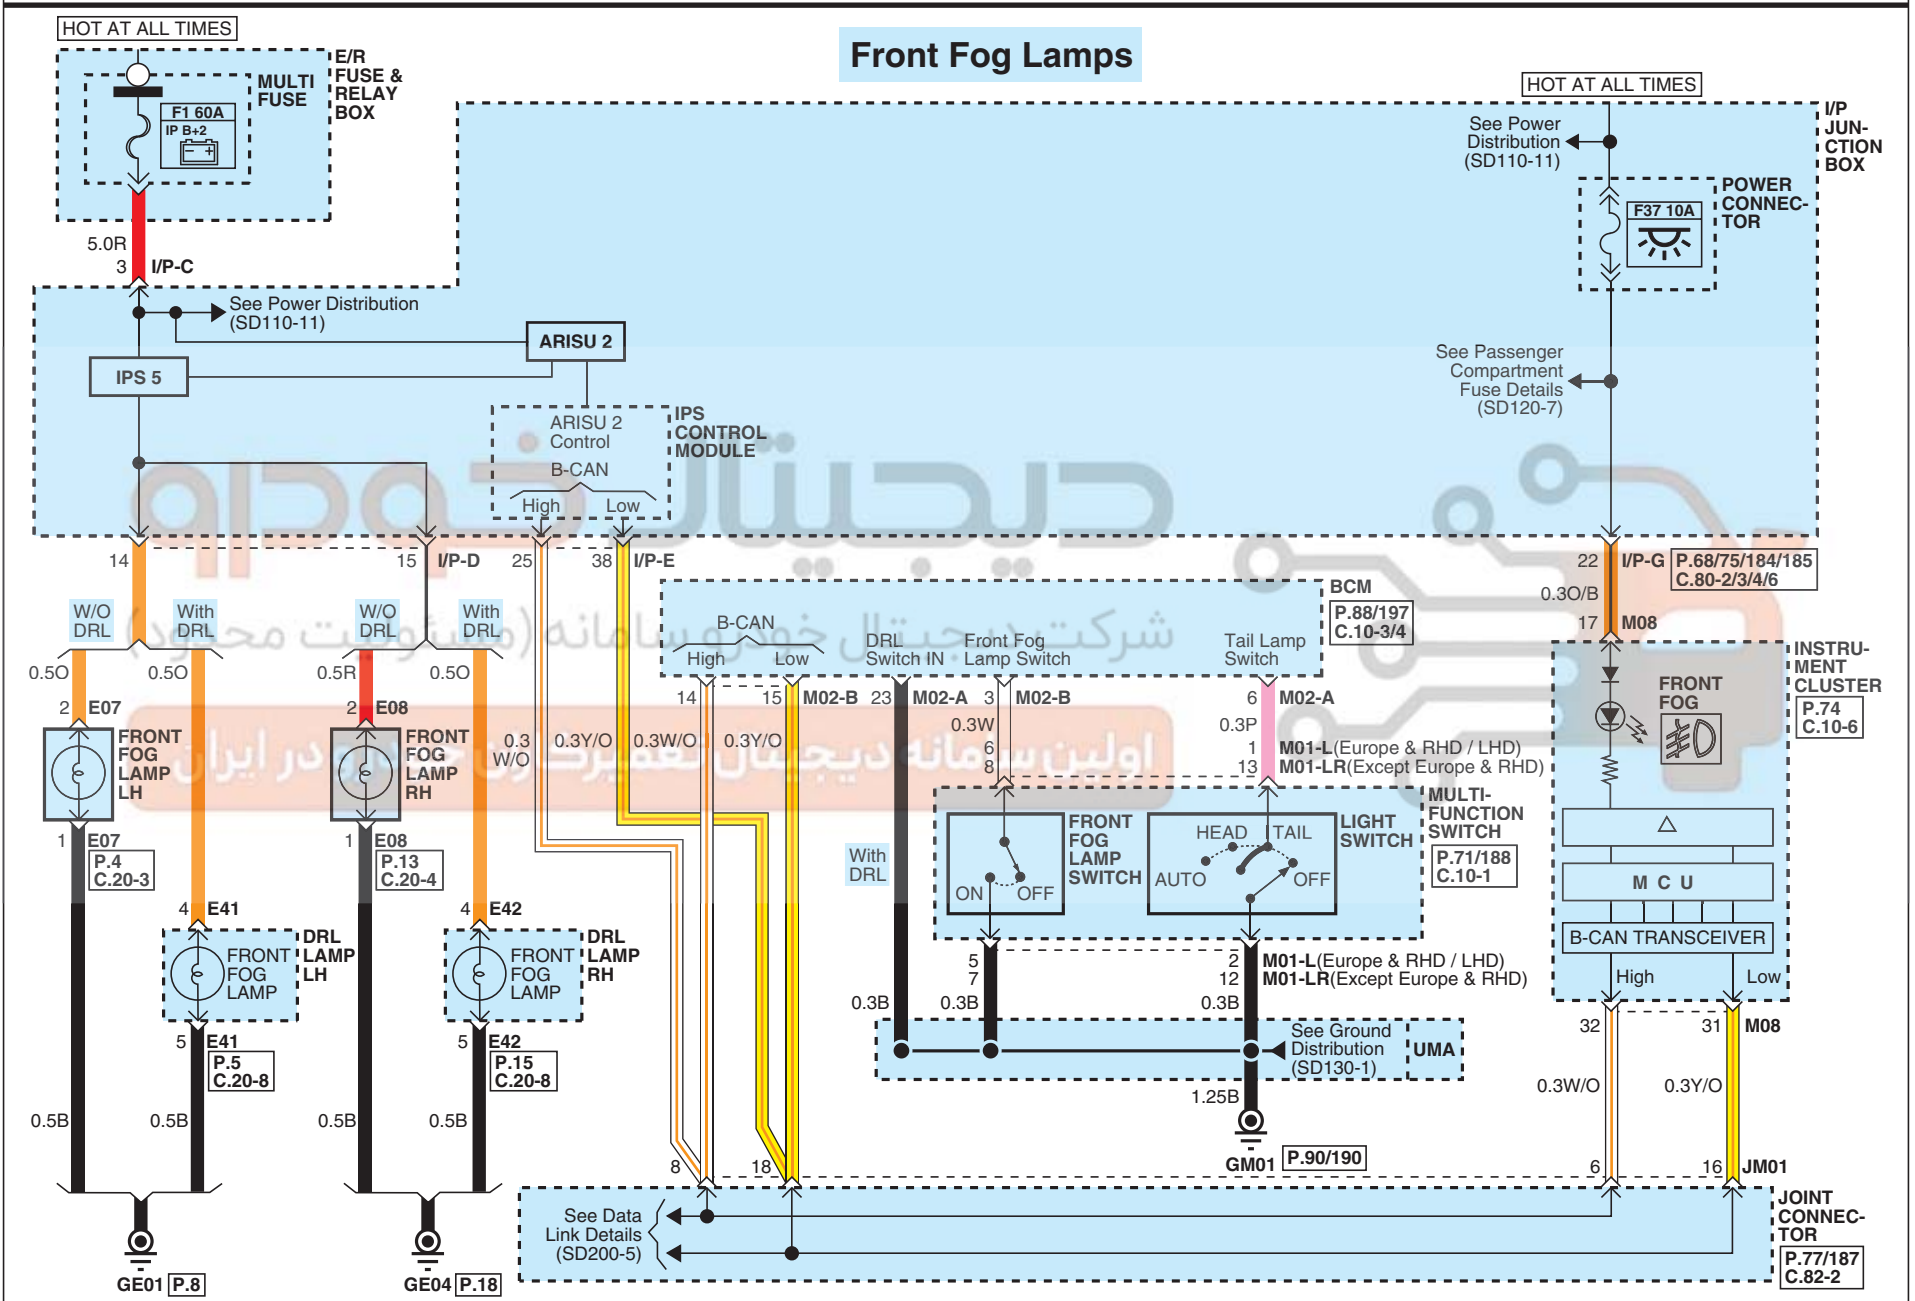 Front Fog Lamps
HOT AT ALL TIMES
E/R
FUSE &
RELAY
BOX
MULTI
FUSE
F1 60A
IP B+2
5.0R
3 I/P-C
See Power Distribution
(SD110-11)
ARISU 2
IPS 5
ARISU 2
Control
B-CAN
High Low
IPS
CONTROL
MODULE
HOT AT ALL TIMES
See Power
Distribution
(SD110-11)
I/P
JUN-
CTION
BOX
POWER
CONNEC-
TOR
F37 10A
See Passenger
Compartment
Fuse Details
(SD120-7)
دیجیتال خودرو
شرکت دیجیتال خودرو سامانه (مسئولیت محدود)
اولین سامانه دیجیتال تعمیرکاران خودرو در ایران
14 15 I/P-D 25 38 I/P-E
22 I/P-G
P.68/75/184/185
C.80-2/3/4/6
0.3O/B
17 M08
W/O
DRL
With
DRL
W/O
DRL
With
DRL
0.5O 0.5O 0.5R 0.5O
2 E07 2 E08
FRONT
FOG
LAMP
LH
FRONT
FOG
LAMP
RH
1 E07
P.4
C.20-3
1 E08
P.13
C.20-4
4 E41 4 E42
FRONT
FOG
LAMP
DRL
LAMP
LH
FRONT
FOG
LAMP
DRL
LAMP
RH
5 E41
P.5
C.20-8
5 E42
P.15
C.20-8
0.5B 0.5B 0.5B 0.5B
GE01 P.8
GE04 P.18
BCM
P.88/197
C.10-3/4
B-CAN
High Low
DRL
Switch IN
Front Fog
Lamp Switch
Tail Lamp
Switch
14 15 M02-B 23 M02-A 3 M02-B 6 M02-A
0.3
W/O
0.3Y/O 0.3W/O 0.3Y/O
0.3W
0.3P
6
8
1 M01-L(Europe & RHD / LHD)
13 M01-LR(Except Europe & RHD)
MULTI-
FUNCTION
SWITCH
P.71/188
C.10-1
With
DRL
FRONT
FOG
LAMP
SWITCH
ON OFF
LIGHT
SWITCH
HEAD TAIL
AUTO OFF
5
7
2 M01-L(Europe & RHD / LHD)
12 M01-LR(Except Europe & RHD)
0.3B 0.3B 0.3B
See Ground
Distribution
(SD130-1)
UMA
1.25B
GM01 P.90/190
INSTRU-
MENT
CLUSTER
P.74
C.10-6
FRONT
FOG
M C U
B-CAN TRANSCEIVER
High Low
32 31 M08
0.3W/O 0.3Y/O
8 18 6 16 JM01
See Data
Link Details
(SD200-5)
JOINT
CONNEC-
TOR
P.77/187
C.82-2